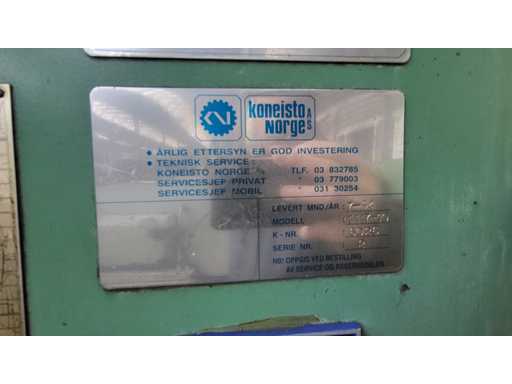 koneisto
norge
A
S
• ÅRLIG ETTERSYN ER GOD INVESTERING
• TEKNISK SERVICE:
KONEISTO NORGE TLF. 03 832785
SERVICESJEF PRIVAT " 03 779003
SERVICESJEF MOBIL " 031 30254
LEVERT MND/ÅR:
MODELL
K-NR.
SERIE NR.
NB! OPPGIS VED BESTILLING
AV SERVICE OG RESERVEDELER